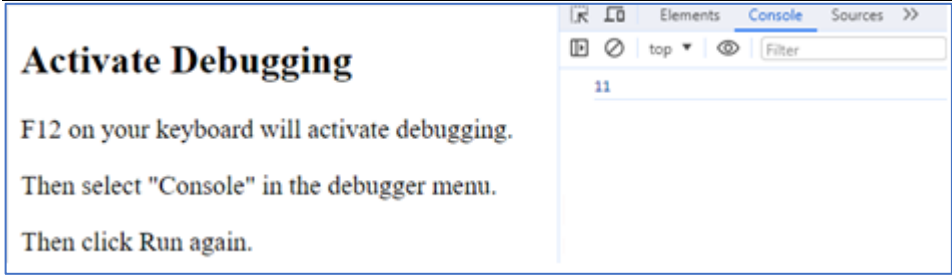 Activate Debugging
F12 on your keyboard will activate debugging.
Then select "Console" in the debugger menu.
Then click Run again.
Elements Console Sources
top Filter
11